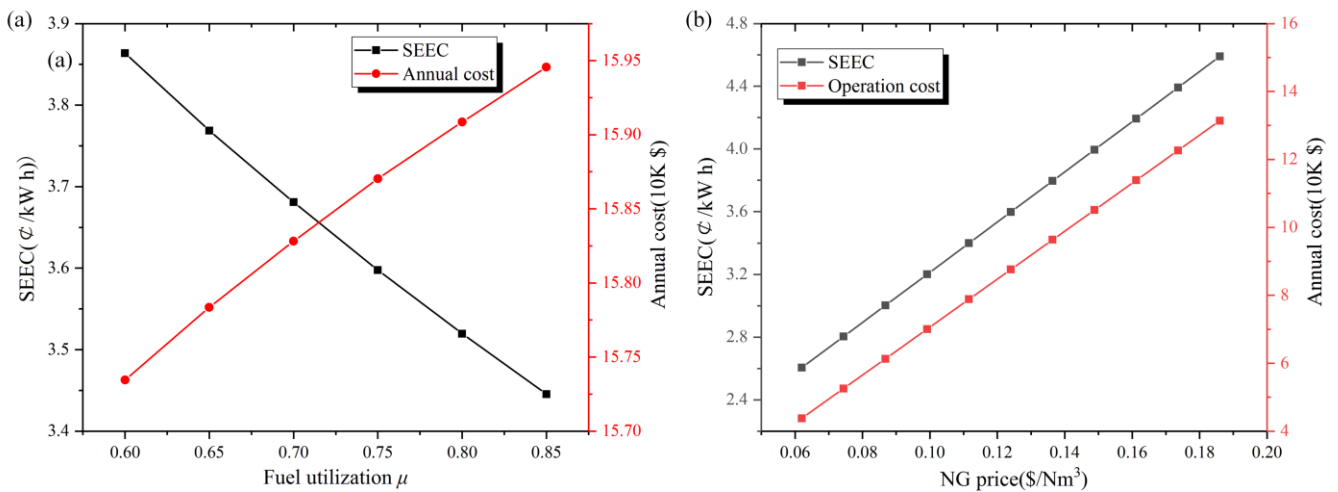 (a)
(a)
SEEC
Annual cost
3.9
3.8
3.7
3.6
3.5
3.4
SEEC(¢/kW h))
0.60 0.65 0.70 0.75 0.80 0.85
Fuel utilization μ
15.95
15.90
15.85
15.80
15.75
15.70
Annual cost(10K $)
(b)
SEEC
Operation cost
4.8
4.4
4.0
3.6
3.2
2.8
2.4
SEEC(¢/kW h)
0.06 0.08 0.10 0.12 0.14 0.16 0.18 0.20
NG price($/Nm³)
16
14
12
10
8
6
4
Annual cost(10K $)